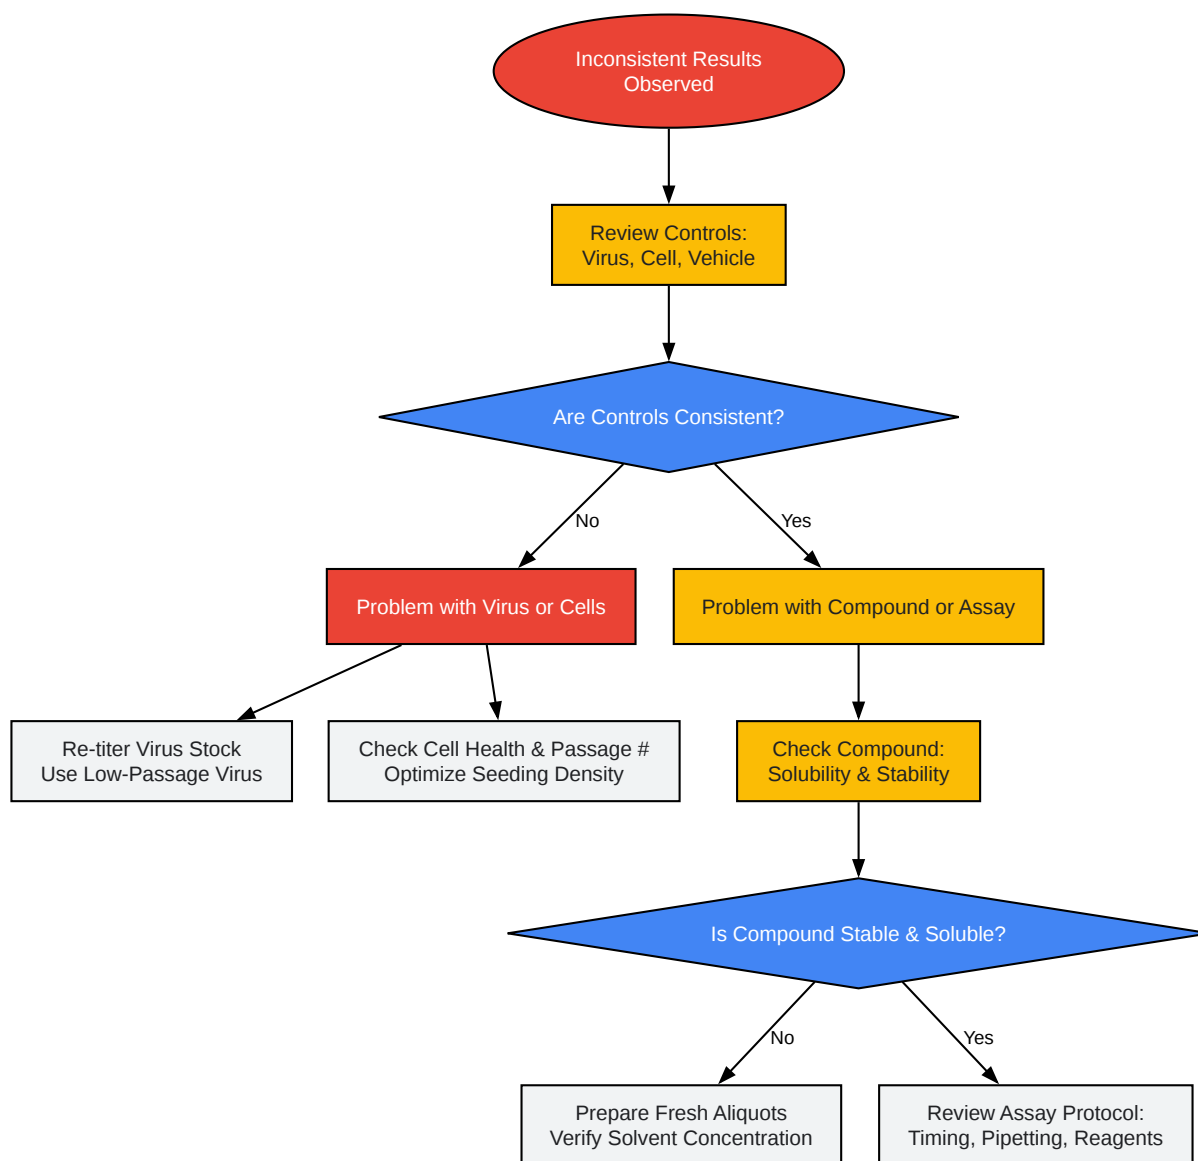 Inconsistent Results
Observed
Review Controls:
Virus, Cell, Vehicle
Are Controls Consistent?
No
Yes
Problem with Virus or Cells
Problem with Compound or Assay
Re-titer Virus Stock
Use Low-Passage Virus
Check Cell Health & Passage #
Optimize Seeding Density
Check Compound:
Solubility & Stability
Is Compound Stable & Soluble?
No
Yes
Prepare Fresh Aliquots
Verify Solvent Concentration
Review Assay Protocol:
Timing, Pipetting, Reagents